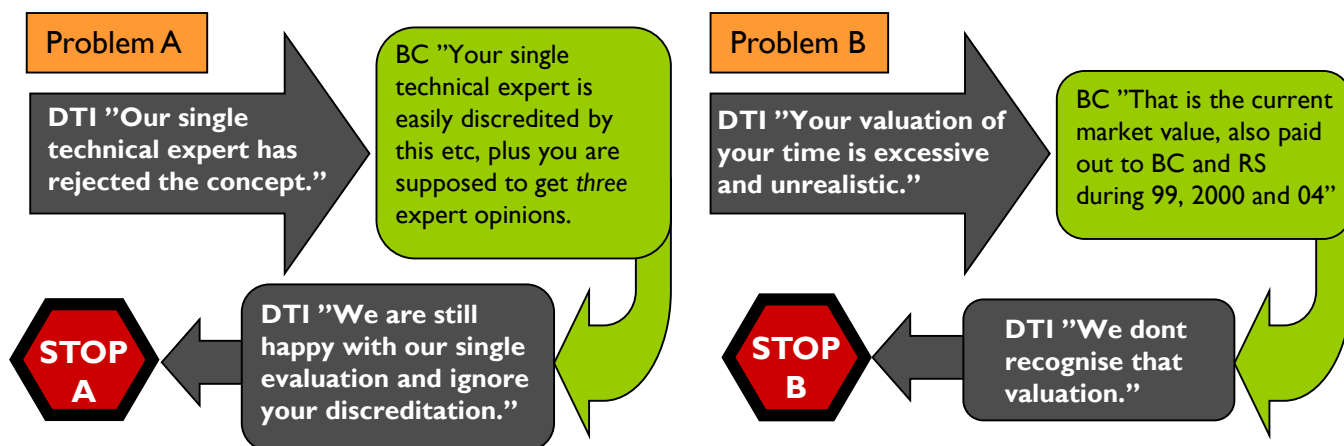 Problem A
DTI ”Our single
technical expert has
rejected the concept.”
BC ”Your single
technical expert is
easily discredited by
this etc, plus you are
supposed to get three
expert opinions.
DTI ”We are still
happy with our single
evaluation and ignore
your discreditation.”
STOP
A
Problem B
DTI ”Your valuation of
your time is excessive
and unrealistic.”
BC ”That is the current
market value, also paid
out to BC and RS
during 99, 2000 and 04”
DTI ”We dont
recognise that
valuation.”
STOP
B